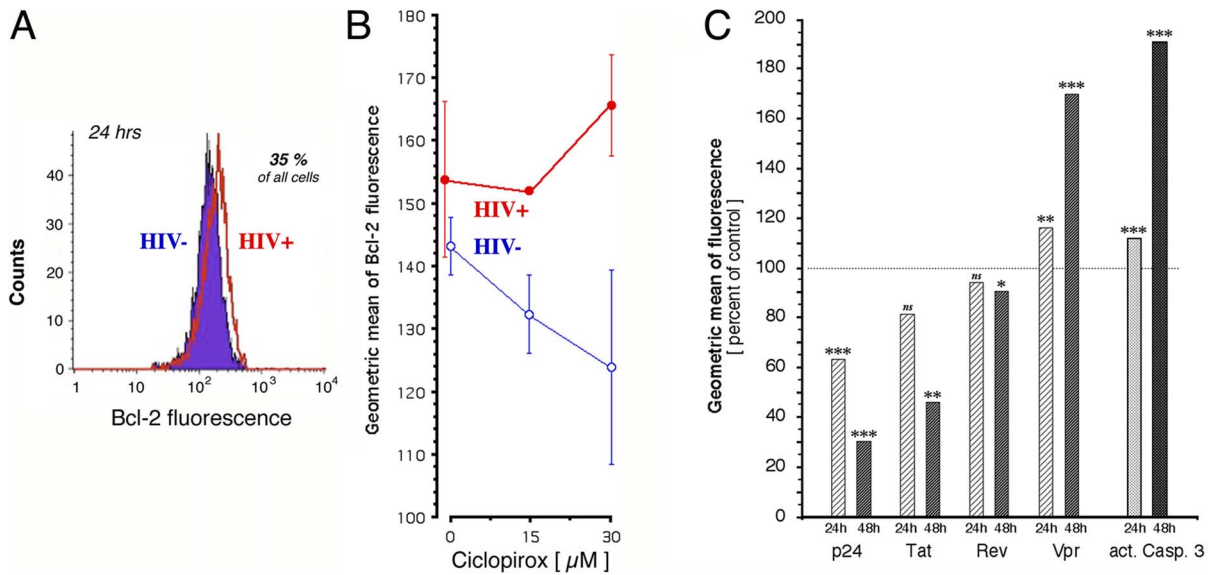 A
24 hrs
35 %
of all cells
HIV-
HIV+
Counts
50
40
30
20
10
0
1
10
10²
10³
10⁴
Bcl-2 fluorescence
B
Geometric mean of Bcl-2 fluorescence
180
170
160
150
140
130
124
110
100
HIV+
HIV-
0
15
30
Ciclopirox [ µM ]
C
Geometric mean of fluorescence
[ percent of control ]
200
180
160
140
120
100
80
60
40
20
0
***
***
ns
**
ns
*
**
***
***
***
24h 48h
24h 48h
24h 48h
24h 48h
24h 48h
p24
Tat
Rev
Vpr
act. Casp. 3